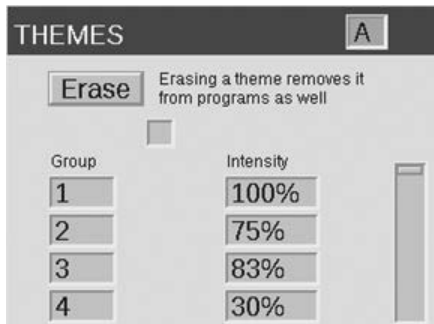 THEMES A
Erase Erasing a theme removes it
from programs as well
Group Intensity
1 100%
2 75%
3 83%
4 30%